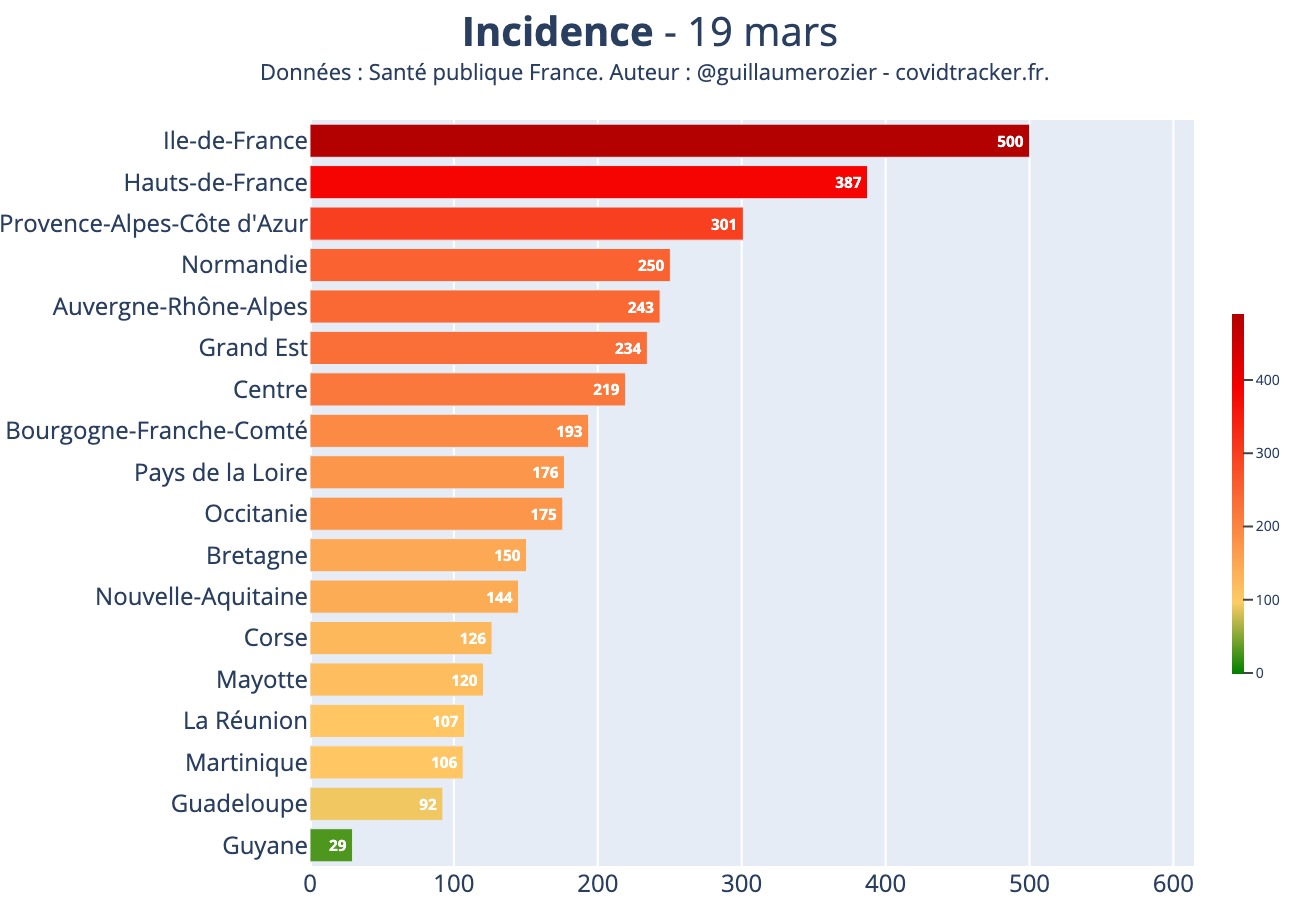 Incidence - 19 mars
Données : Santé publique France. Auteur : @guillaumerozier - covidtracker.fr.
Ile-de-France 500
Hauts-de-France 387
Provence-Alpes-Côte d'Azur 301
Normandie 250
Auvergne-Rhône-Alpes 243
Grand Est 234
Centre 219
Bourgogne-Franche-Comté 193
Pays de la Loire 176
Occitanie 175
Bretagne 150
Nouvelle-Aquitaine 144
Corse 126
Mayotte 120
La Réunion 107
Martinique 106
Guadeloupe 92
Guyane 29
0 100 200 300 400 500 600
400
300
200
100
0